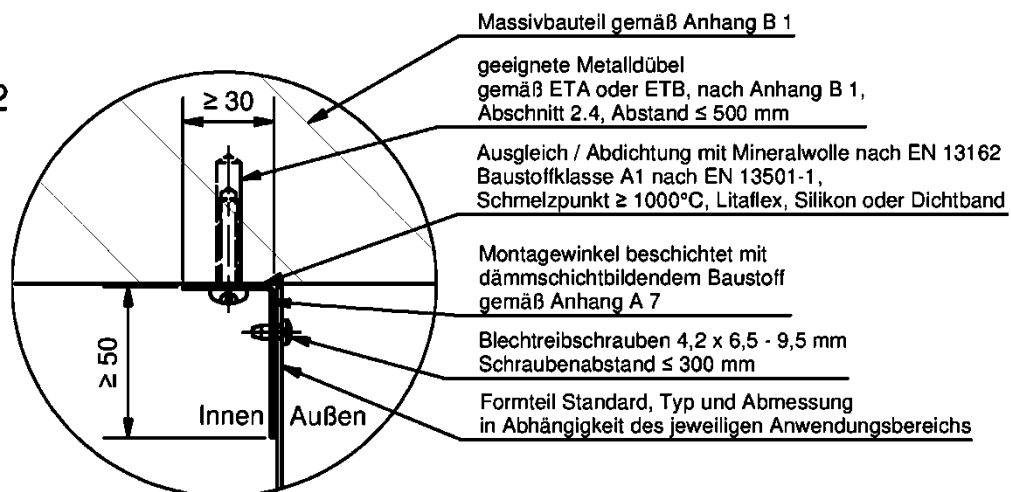 Massivbauteil gemäß Anhang B 1
geeignete Metalldübel
gemäß ETA oder ETB, nach Anhang B 1,
Abschnitt 2.4, Abstand ≤ 500 mm
Ausgleich / Abdichtung mit Mineralwolle nach EN 13162
Baustoffklasse A1 nach EN 13501-1,
Schmelzpunkt ≥ 1000°C, Litaflex, Silikon oder Dichtband
Montagewinkel beschichtet mit
dämmschichtbildendem Baustoff
gemäß Anhang A 7
Blechtreibschrauben 4,2 x 6,5 - 9,5 mm
Schraubenabstand ≤ 300 mm
Formteil Standard, Typ und Abmessung
in Abhängigkeit des jeweiligen Anwendungsbereichs
2
≥ 30
≥ 50
Innen
Außen